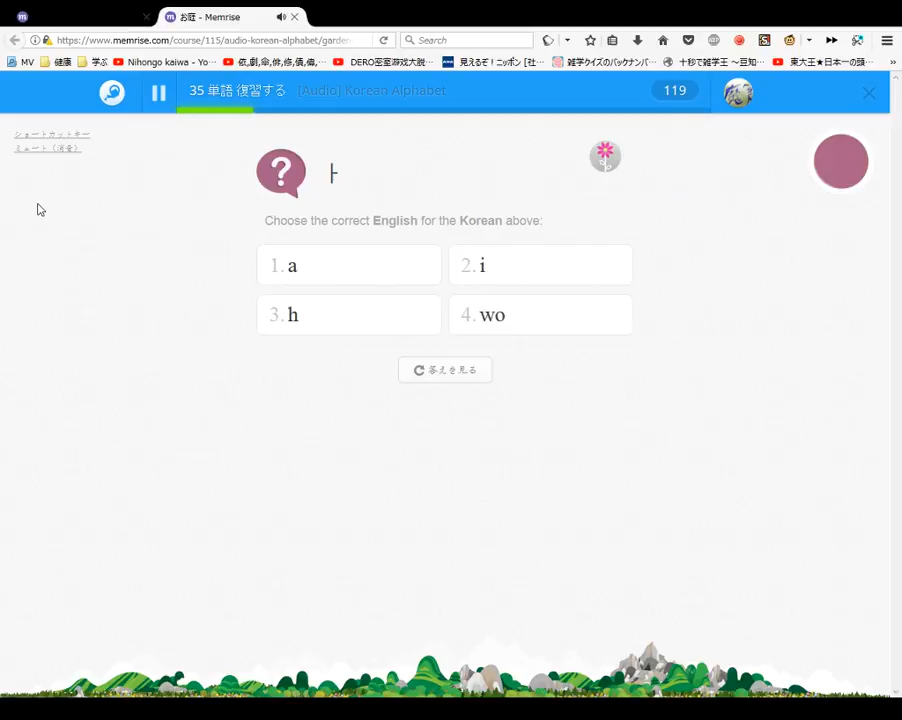 お庭 - Memrise
https://www.memrise.com/course/115/audio-korean-alphabet/garde
Search
MV 健康 学ぶ Nihongo kaiwa - Yo… DERO密室游戏大脱… 見えるぞ！ニッポン [社… 雑学クイズのバックナンバ… 十秒で雑学王 ～豆知… 東大王★日本一の頭…
35 単語 復習する [Audio] Korean Alphabet 119
ショートカットキー
ミュート（消音）
ㅏ
Choose the correct English for the Korean above:
1. a 2. i
3. h 4. wo
答えを見る